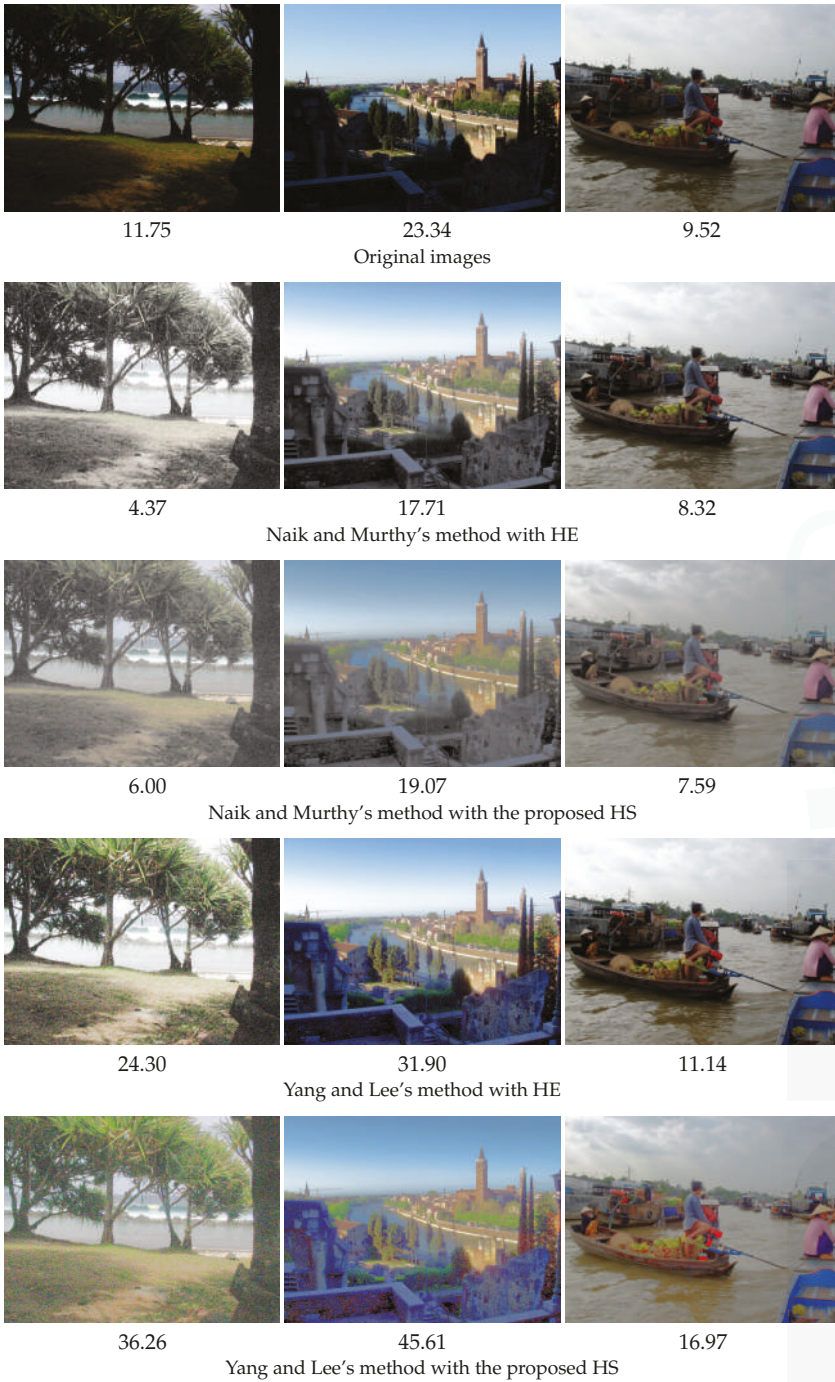 11.75 23.34 9.52
Original images
4.37 17.71 8.32
Naik and Murthy's method with HE
6.00 19.07 7.59
Naik and Murthy's method with the proposed HS
24.30 31.90 11.14
Yang and Lee's method with HE
36.26 45.61 16.97
Yang and Lee's method with the proposed HS